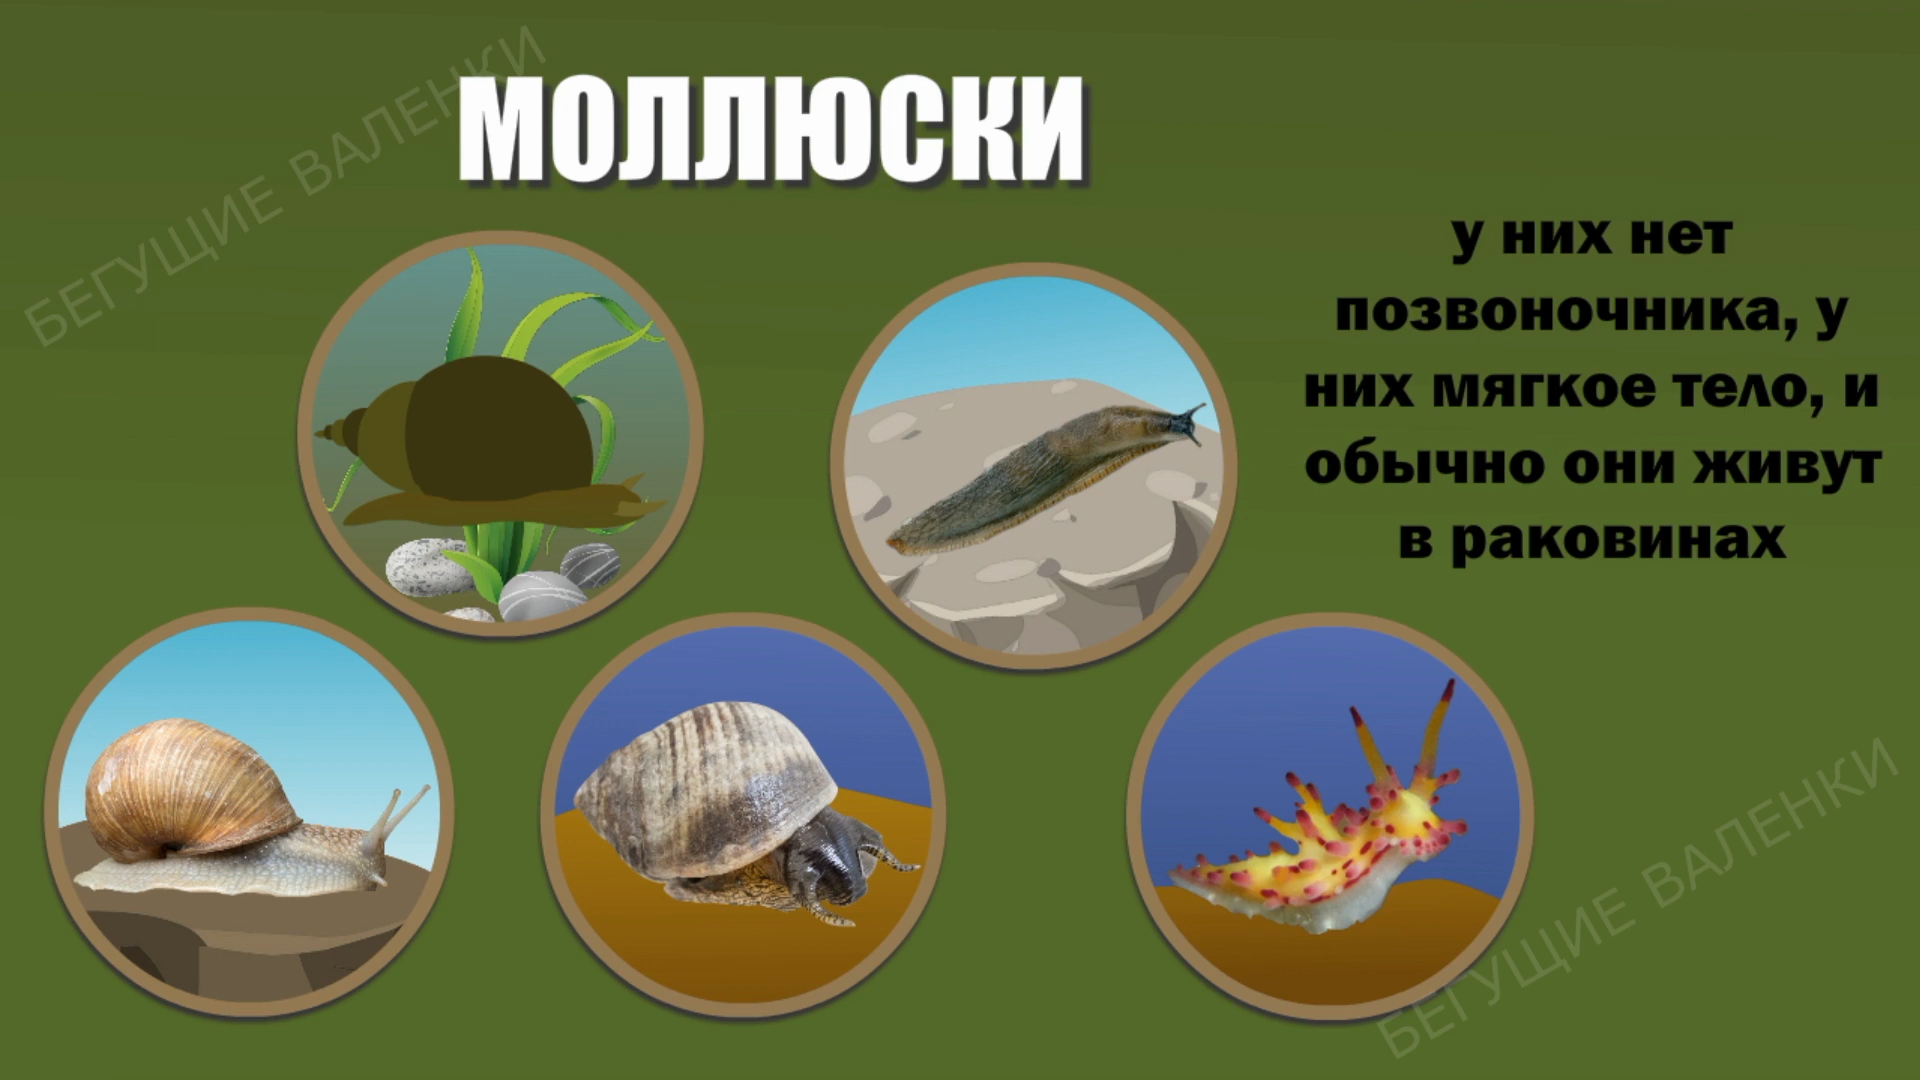 БЕГУЩИЕ ВАЛЕНКИ
МОЛЛЮСКИ
у них нет
позвоночника, у
них мягкое тело, и
обычно они живут
в раковинах
БЕГУЩИЕ ВАЛЕНКИ